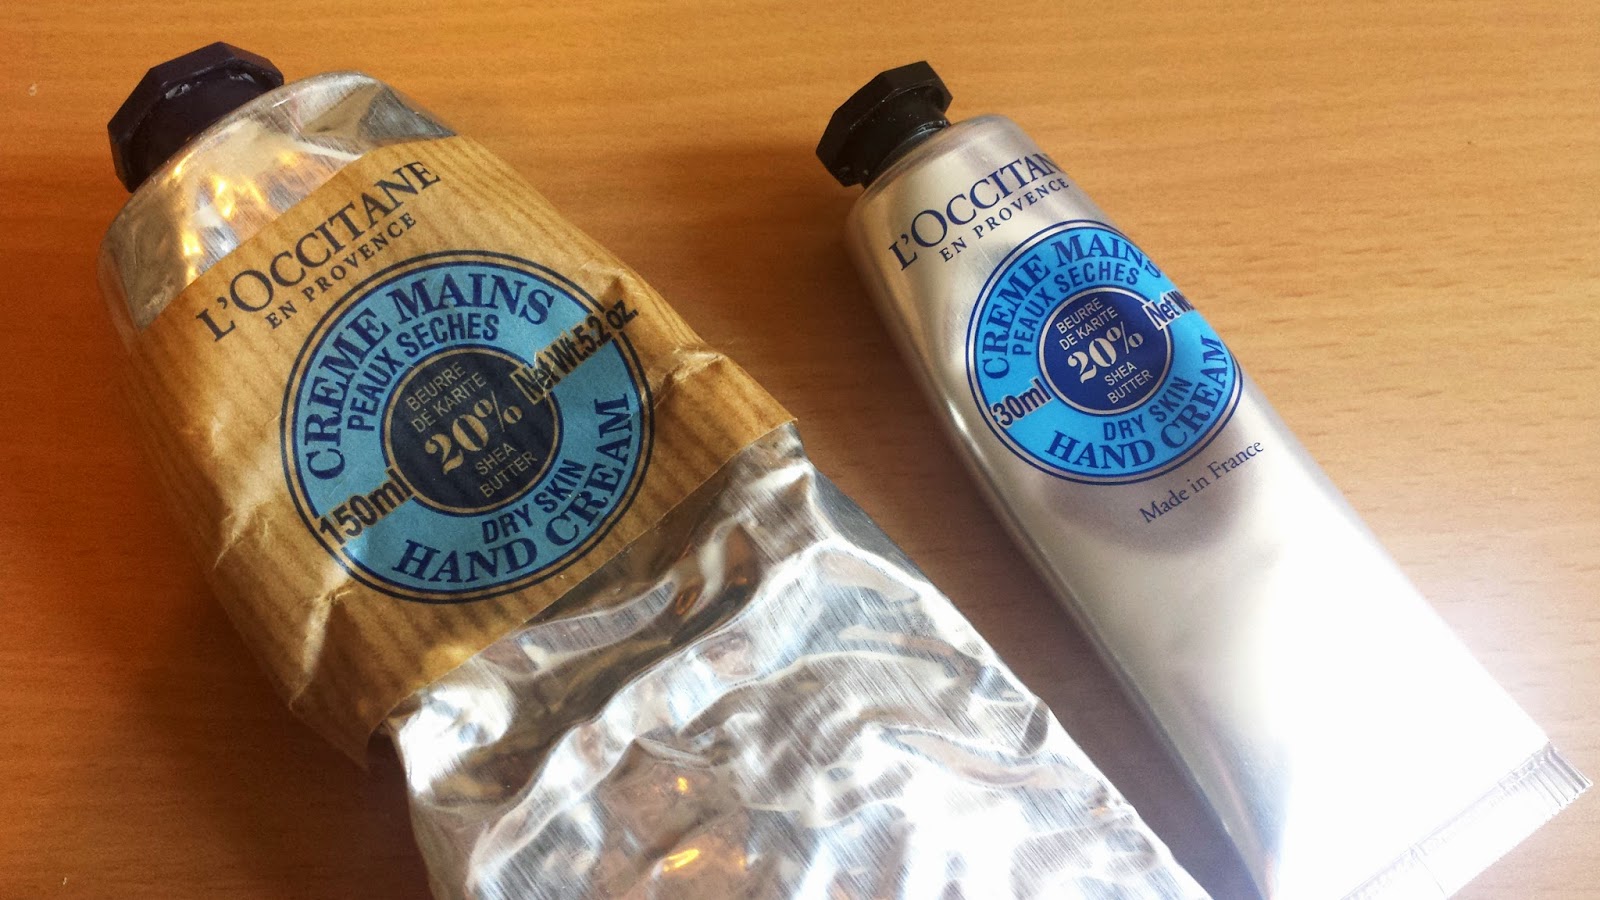 L'OCCITANE
EN PROVENCE
CREME MAINS
PEAUX SECHES
BEURRE
DE KARITE
20%
SHEA
BUTTER
150ml
Net Wt.5.2 oz
DRY SKIN
HAND CREAM
L'OCCITAN
EN PROVENCE
CREME MAINS
PEAUX SECHES
BEURRE
DE KARITE
20%
SHEA
BUTTER
30ml
Net W
DRY SKIN
HAND CREAM
Made in France